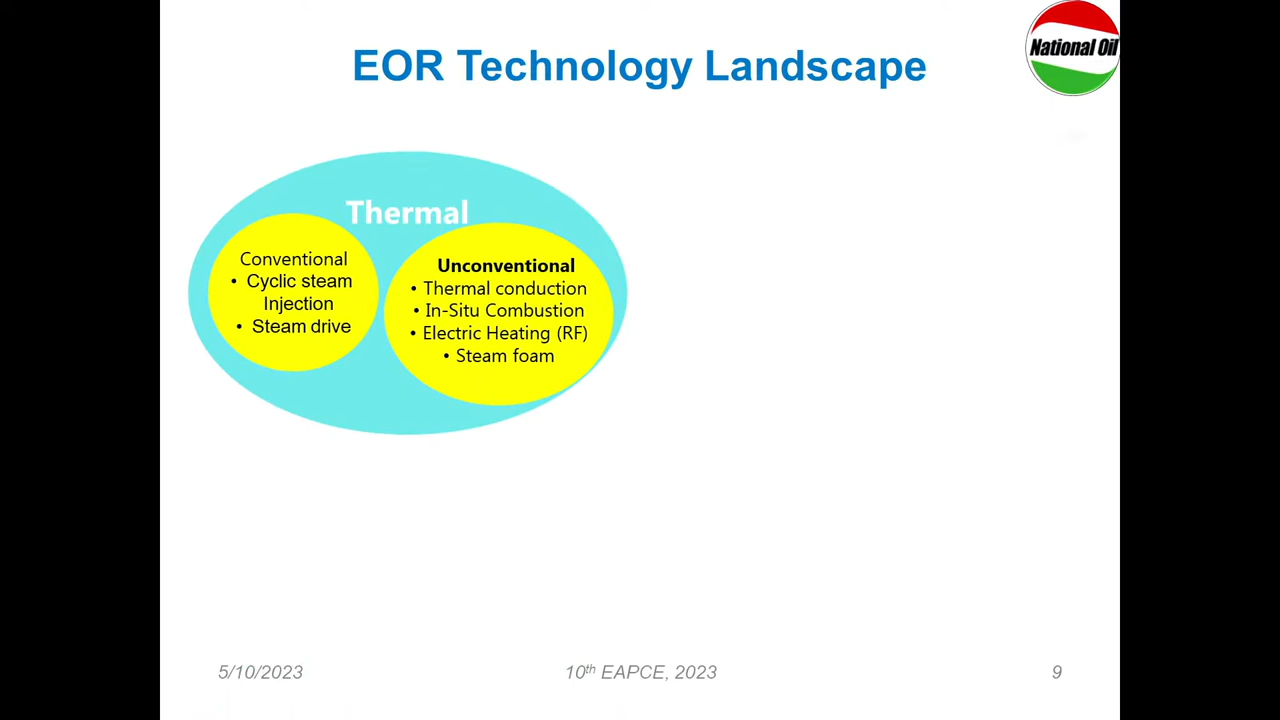 EOR Technology Landscape
National Oil
Thermal
Conventional
• Cyclic steam
Injection
• Steam drive
Unconventional
• Thermal conduction
• In-Situ Combustion
• Electric Heating (RF)
• Steam foam
5/10/2023
10th EAPCE, 2023
9